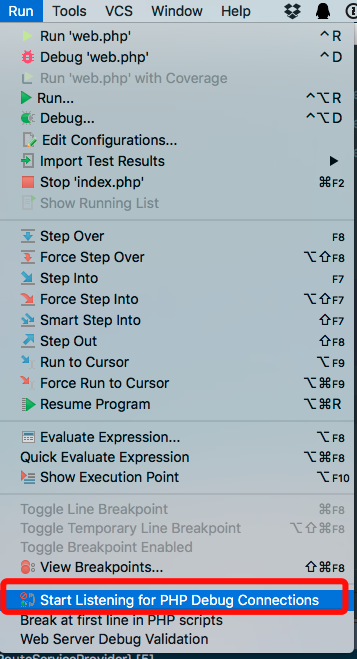 Run Tools VCS Window Help
Run 'web.php' ^R
Debug 'web.php' ^D
Run 'web.php' with Coverage
Run... ^⌥R
Debug... ^⌥D
Edit Configurations...
Import Test Results
Stop 'index.php' ⌘F2
Show Running List
Step Over F8
Force Step Over ⌥⇧F8
Step Into F7
Force Step Into ⌥⇧F7
Smart Step Into ⇧F7
Step Out ⇧F8
Run to Cursor ⌥F9
Force Run to Cursor ⌥⌘F9
Resume Program ⌥⌘R
Evaluate Expression... ⌥F8
Quick Evaluate Expression ⌥⌘F8
Show Execution Point ⌥F10
Toggle Line Breakpoint ⌘F8
Toggle Temporary Line Breakpoint ⌥⇧⌘F8
Toggle Breakpoint Enabled
View Breakpoints... ⇧⌘F8
Start Listening for PHP Debug Connections
Break at first line in PHP scripts
Web Server Debug Validation